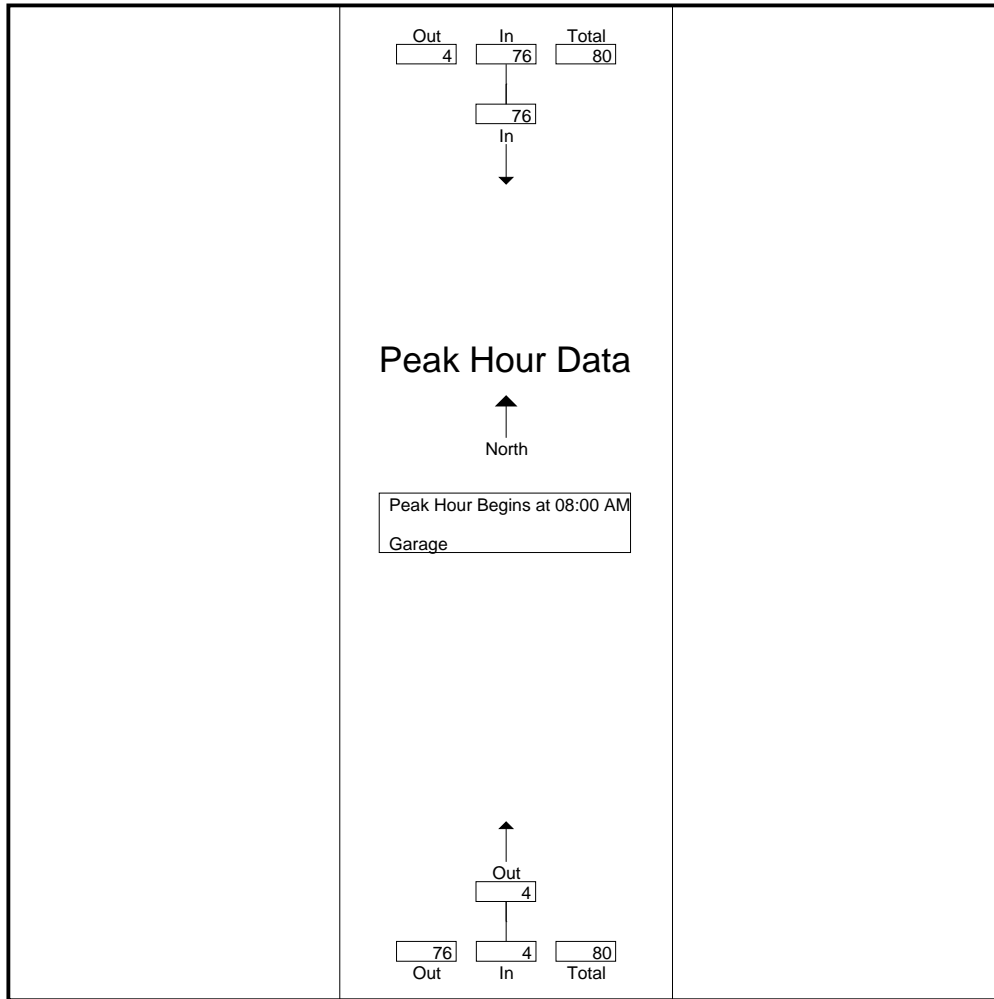 Out In Total
4 76 80
76
In
Peak Hour Data
North
Peak Hour Begins at 08:00 AM
Garage
Out
4
76 4 80
Out In Total